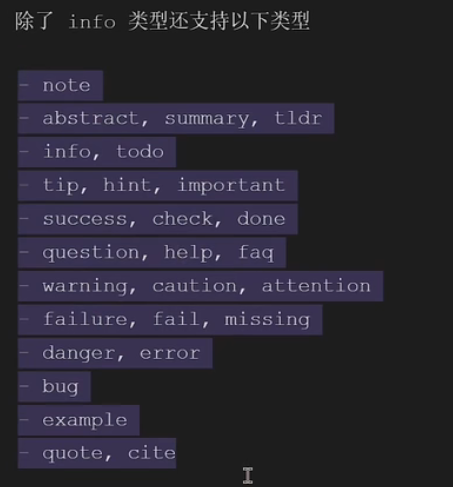 除了 info 类型还支持以下类型
- note
- abstract, summary, tldr
- info, todo
- tip, hint, important
- success, check, done
- question, help, faq
- warning, caution, attention
- failure, fail, missing
- danger, error
- bug
- example
- quote, cite